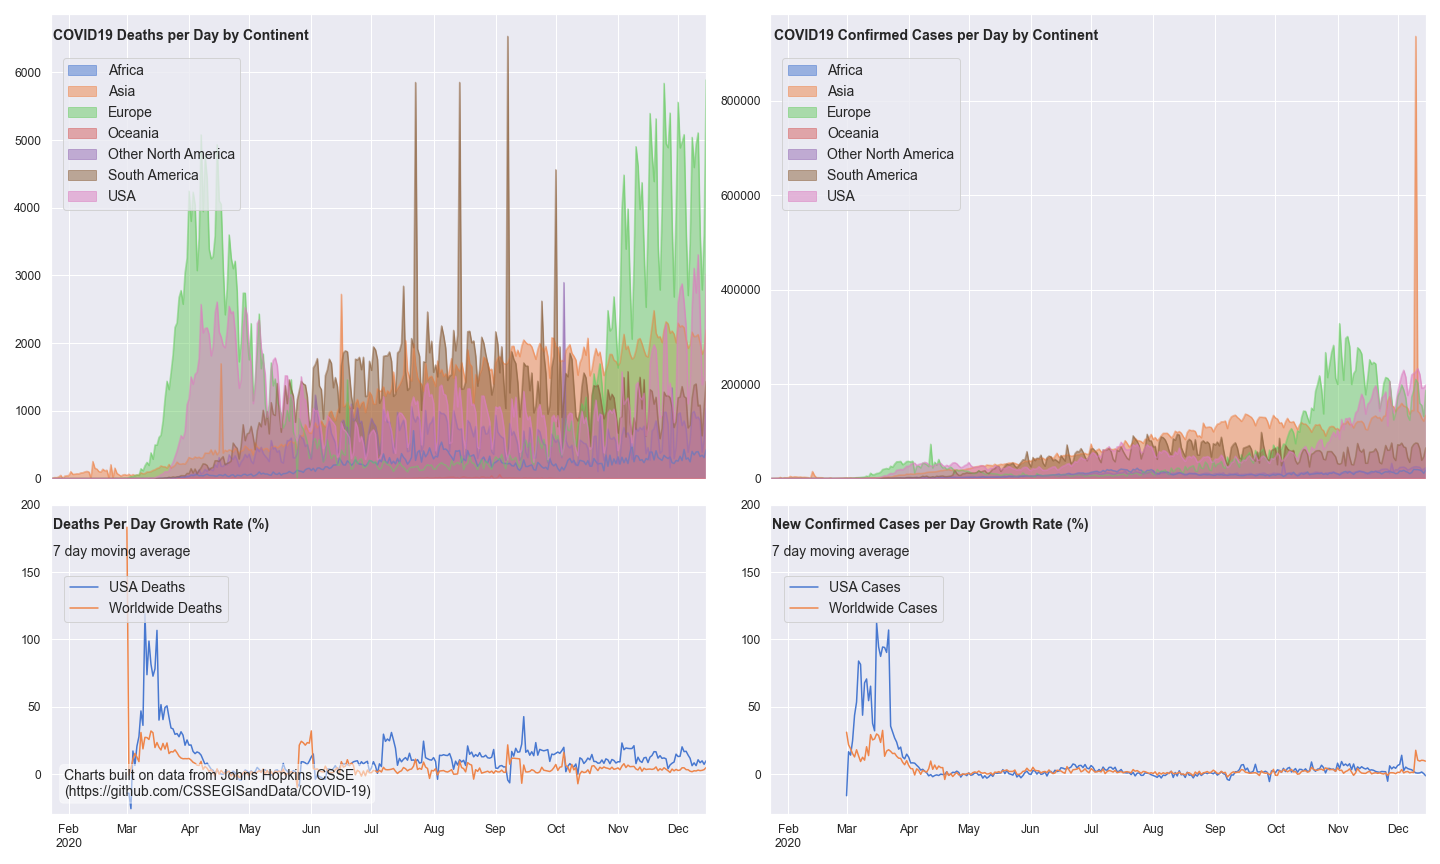 COVID19 Deaths per Day by Continent
Africa
Asia
Europe
Oceania
Other North America
South America
USA
6000
5000
4000
3000
2000
1000
0
COVID19 Confirmed Cases per Day by Continent
Africa
Asia
Europe
Oceania
Other North America
South America
USA
800000
600000
400000
200000
0
Deaths Per Day Growth Rate (%)
7 day moving average
USA Deaths
Worldwide Deaths
200
150
100
50
0
Charts built on data from Johns Hopkins CSSE
(https://github.com/CSSEGISandData/COVID-19)
Feb Mar Apr May Jun Jul Aug Sep Oct Nov Dec
2020
New Confirmed Cases per Day Growth Rate (%)
7 day moving average
USA Cases
Worldwide Cases
200
150
100
50
0
Feb Mar Apr May Jun Jul Aug Sep Oct Nov Dec
2020